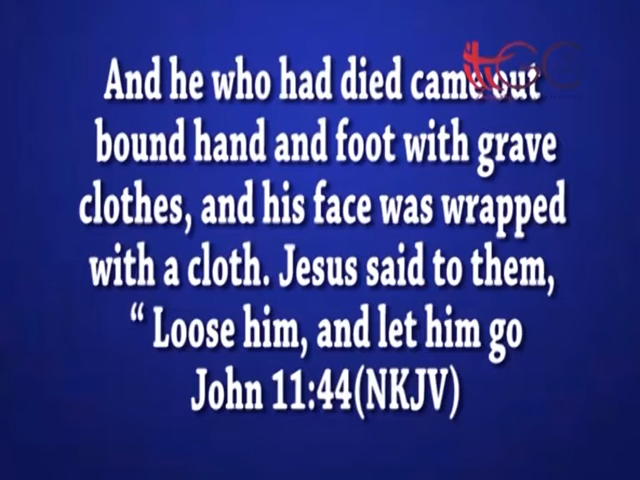 And he who had died came out
bound hand and foot with grave
clothes, and his face was wrapped
with a cloth. Jesus said to them,
“ Loose him, and let him go
John 11:44(NKJV)